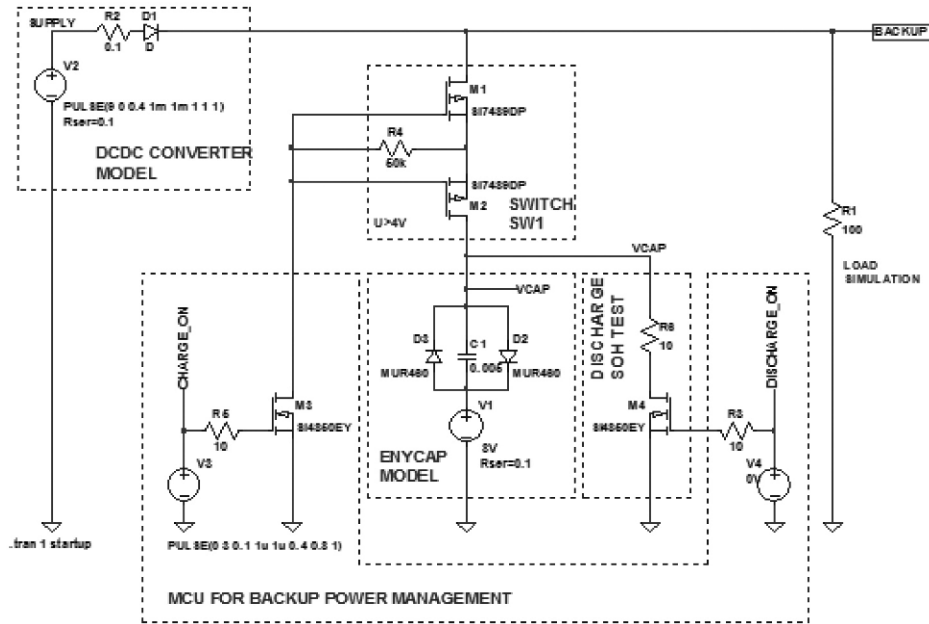 SUPPLY
R2
0.1
D1
D
BACKUP
V2
PULSE(9 0 0.4 1m 1m 1 1 1)
Rser=0.1
DCDC CONVERTER
MODEL
M1
SI7489DP
R4
50k
SI7489DP
M2
SWITCH
SW1
U>4V
R1
100
LOAD
SIMULATION
VCAP
VCAP
CHARGE_ON
DISCHARGE
SOH TEST
DISCHARGE_ON
D3
MUR460
C1
0.005
D2
MUR460
R6
10
M3
SI4850EY
R5
10
V3
V1
8V
Rser=0.1
ENYCAP
MODEL
M4
SI4850EY
R3
10
V4
0V
.tran 1 startup
PULSE(0 3 0.1 1u 1u 0.4 0.8 1)
MCU FOR BACKUP POWER MANAGEMENT